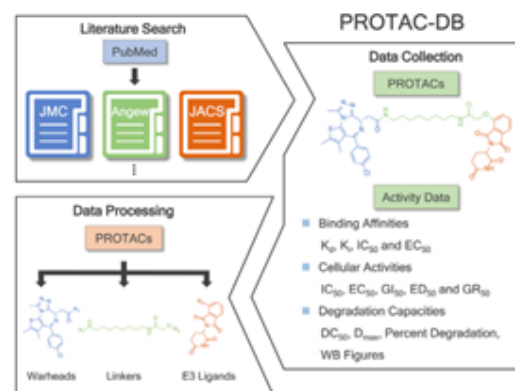 PROTAC-DB
Literature Search
PubMed
JMC
Angew
JACS
Data Processing
PROTACs
Warheads
Linkers
E3 Ligands
Data Collection
PROTACs
Activity Data
Binding Affinities
Kd, Ki, IC50 and EC50
Cellular Activities
IC50, EC50, GI50, ED50 and GR50
Degradation Capacities
DC50, Dmax, Percent Degradation,
WB Figures